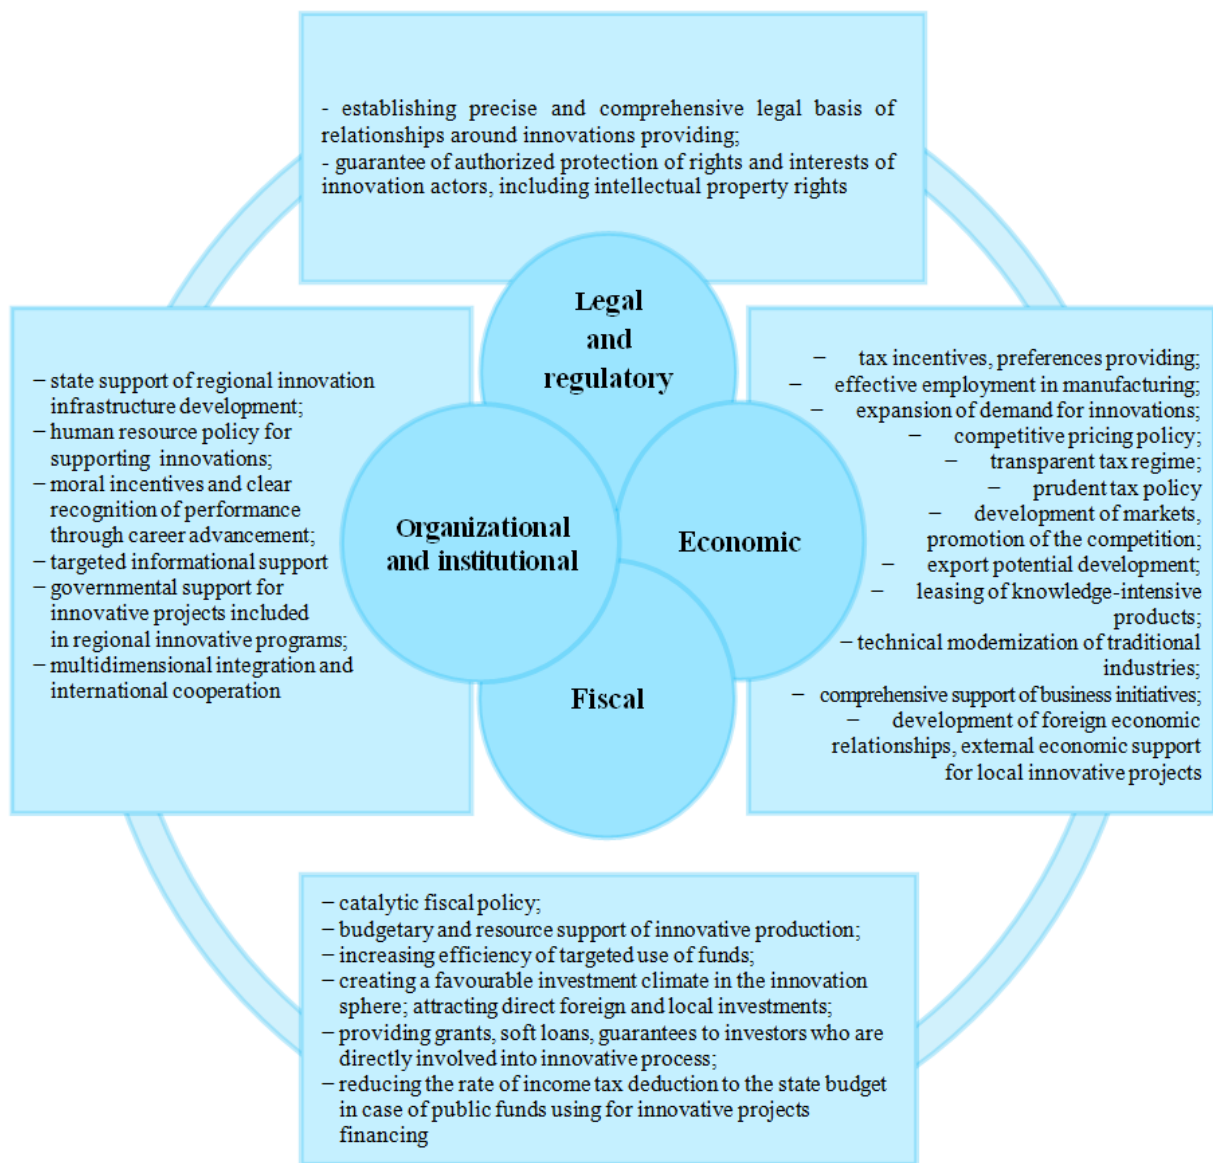 - establishing precise and comprehensive legal basis of
relationships around innovations providing;
- guarantee of authorized protection of rights and interests of
innovation actors, including intellectual property rights
Legal
and
regulatory
– state support of regional innovation
infrastructure development;
– human resource policy for
supporting innovations;
– moral incentives and clear
recognition of performance
through career advancement;
– targeted informational support
– governmental support for
innovative projects included
in regional innovative programs;
– multidimensional integration and
international cooperation
Organizational
and institutional
Economic
– tax incentives, preferences providing;
– effective employment in manufacturing;
– expansion of demand for innovations;
– competitive pricing policy;
– transparent tax regime;
– prudent tax policy
– development of markets,
promotion of the competition;
– export potential development;
– leasing of knowledge-intensive
products;
– technical modernization of traditional
industries;
– comprehensive support of business initiatives;
– development of foreign economic
relationships, external economic support
for local innovative projects
Fiscal
– catalytic fiscal policy;
– budgetary and resource support of innovative production;
– increasing efficiency of targeted use of funds;
– creating a favourable investment climate in the innovation
sphere; attracting direct foreign and local investments;
– providing grants, soft loans, guarantees to investors who are
directly involved into innovative process;
– reducing the rate of income tax deduction to the state budget
in case of public funds using for innovative projects
financing